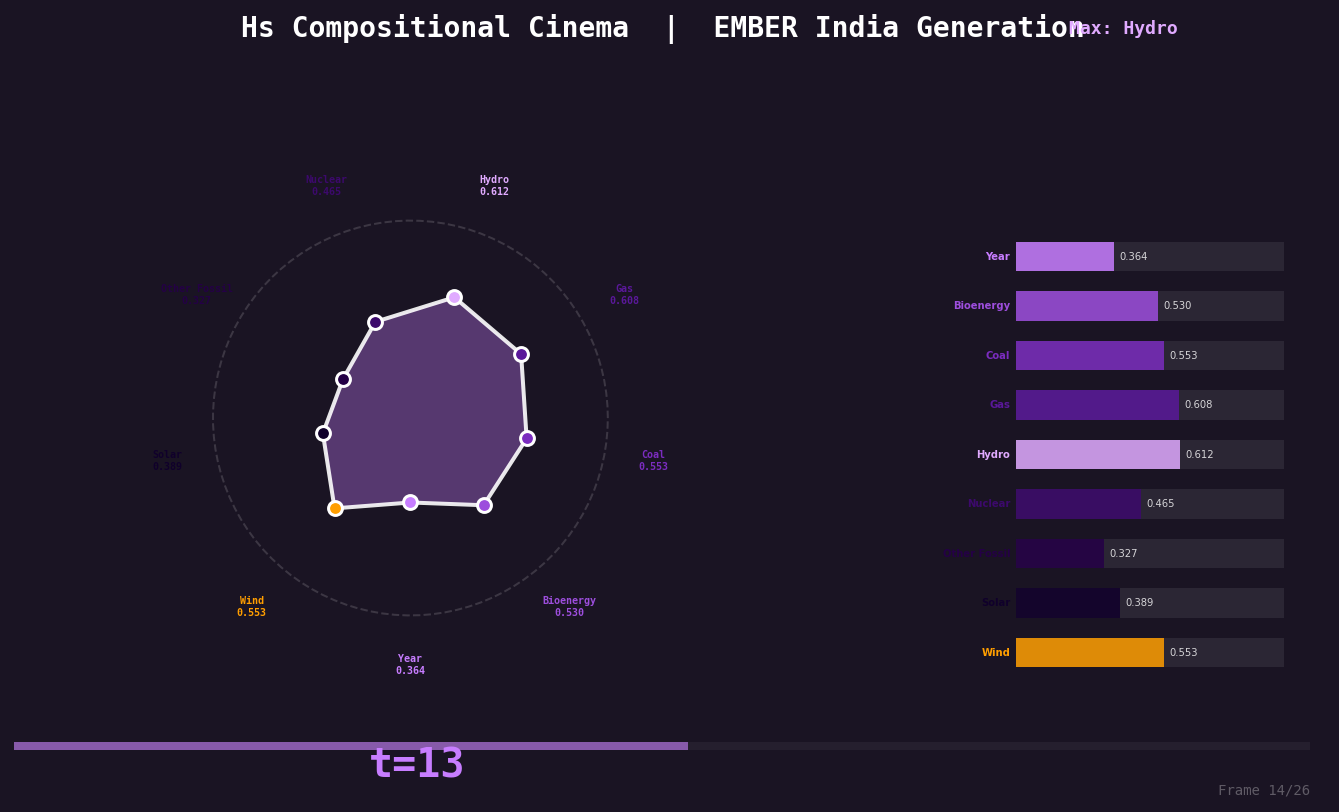 Hs Compositional Cinema  |  EMBER India Generation
Max: Hydro
Nuclear
0.465
Hydro
0.612
Other Fossil
0.327
Gas
0.608
Solar
0.389
Coal
0.553
Wind
0.553
Bioenergy
0.530
Year
0.364
Year 0.364
Bioenergy 0.530
Coal 0.553
Gas 0.608
Hydro 0.612
Nuclear 0.465
Other Fossil 0.327
Solar 0.389
Wind 0.553
t=13
Frame 14/26